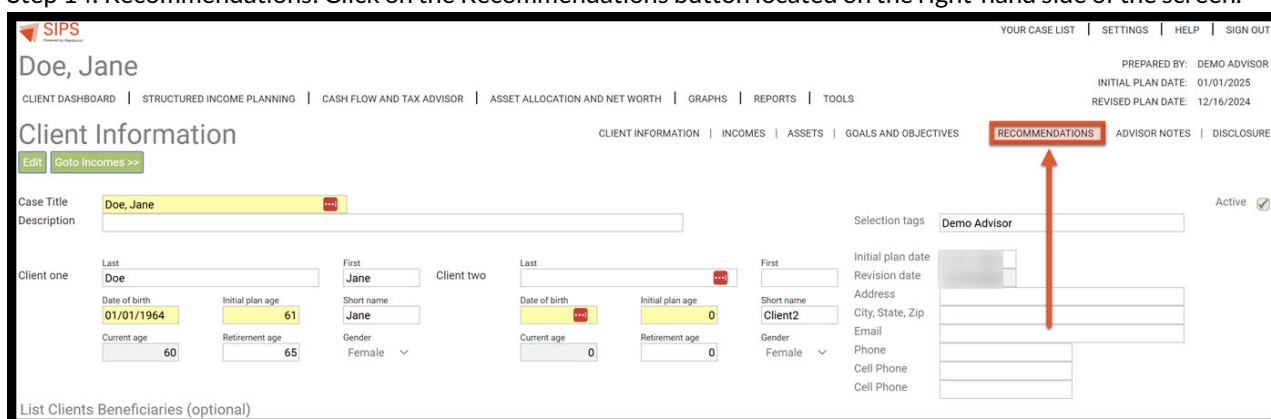 Step 14: Recommendations: Click on the Recommendations button located on the right-hand side of the screen.
SIPS
YOUR CASE LIST | SETTINGS | HELP | SIGN OUT
Doe, Jane
PREPARED BY: DEMO ADVISOR
INITIAL PLAN DATE: 01/01/2025
CLIENT DASHBOARD | STRUCTURED INCOME PLANNING | CASH FLOW AND TAX ADVISOR | ASSET ALLOCATION AND NET WORTH | GRAPHS | REPORTS | TOOLS
REVISED PLAN DATE: 12/16/2024
Client Information
CLIENT INFORMATION | INCOMES | ASSETS | GOALS AND OBJECTIVES RECOMMENDATIONS ADVISOR NOTES | DISCLOSURE
Edit Goto Incomes >>
Case Title Doe, Jane Active
Description
Selection tags Demo Advisor
Last First Last First
Client one Doe Jane Client two
Initial plan date
Revision date
Date of birth Initial plan age Short name Date of birth Initial plan age Short name
01/01/1964 61 Jane 0 Client2
Address
City, State, Zip
Email
Current age Retirement age Gender Current age Retirement age Gender
60 65 Female 0 0 Female
Phone
Cell Phone
Cell Phone
List Clients Beneficiaries (optional)